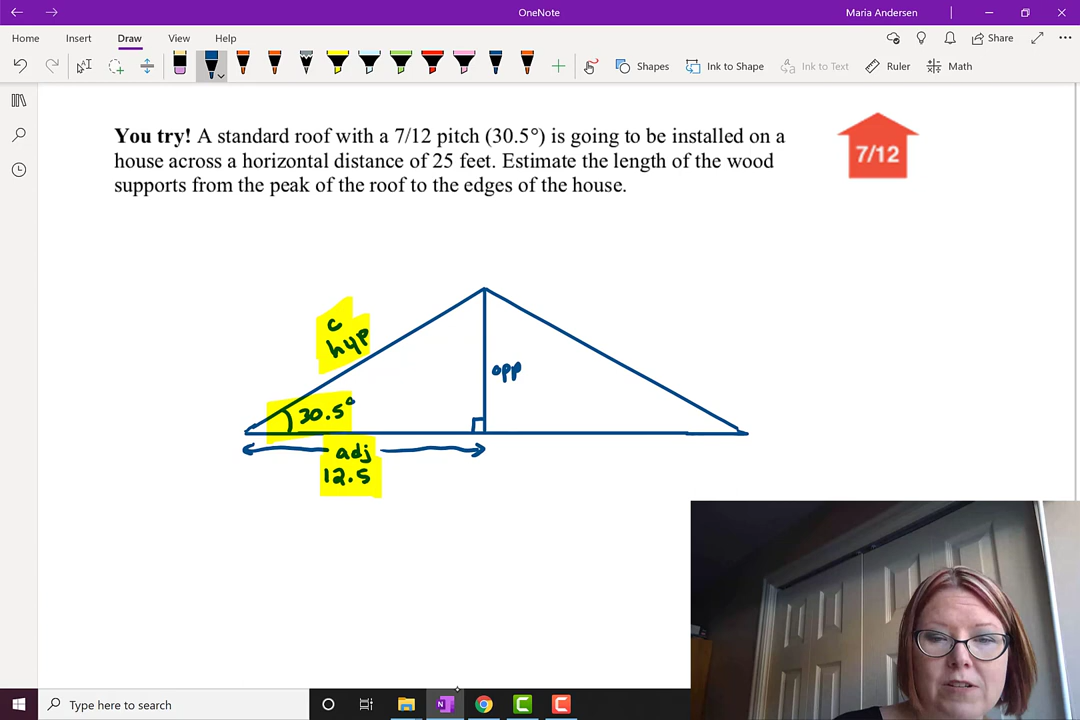 OneNote
Maria Andersen
Home Insert Draw View Help
Share
Shapes
Ink to Shape
Ink to Text
Ruler
Math
You try! A standard roof with a 7/12 pitch (30.5°) is going to be installed on a
house across a horizontal distance of 25 feet. Estimate the length of the wood
supports from the peak of the roof to the edges of the house.
7/12
c
hyp
opp
30.5°
adj
12.5
Type here to search